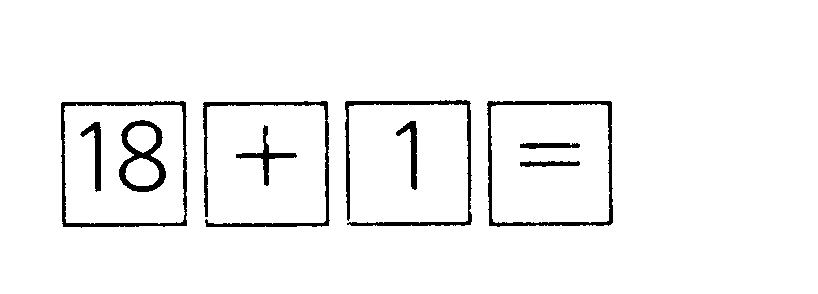 18 + 1 =